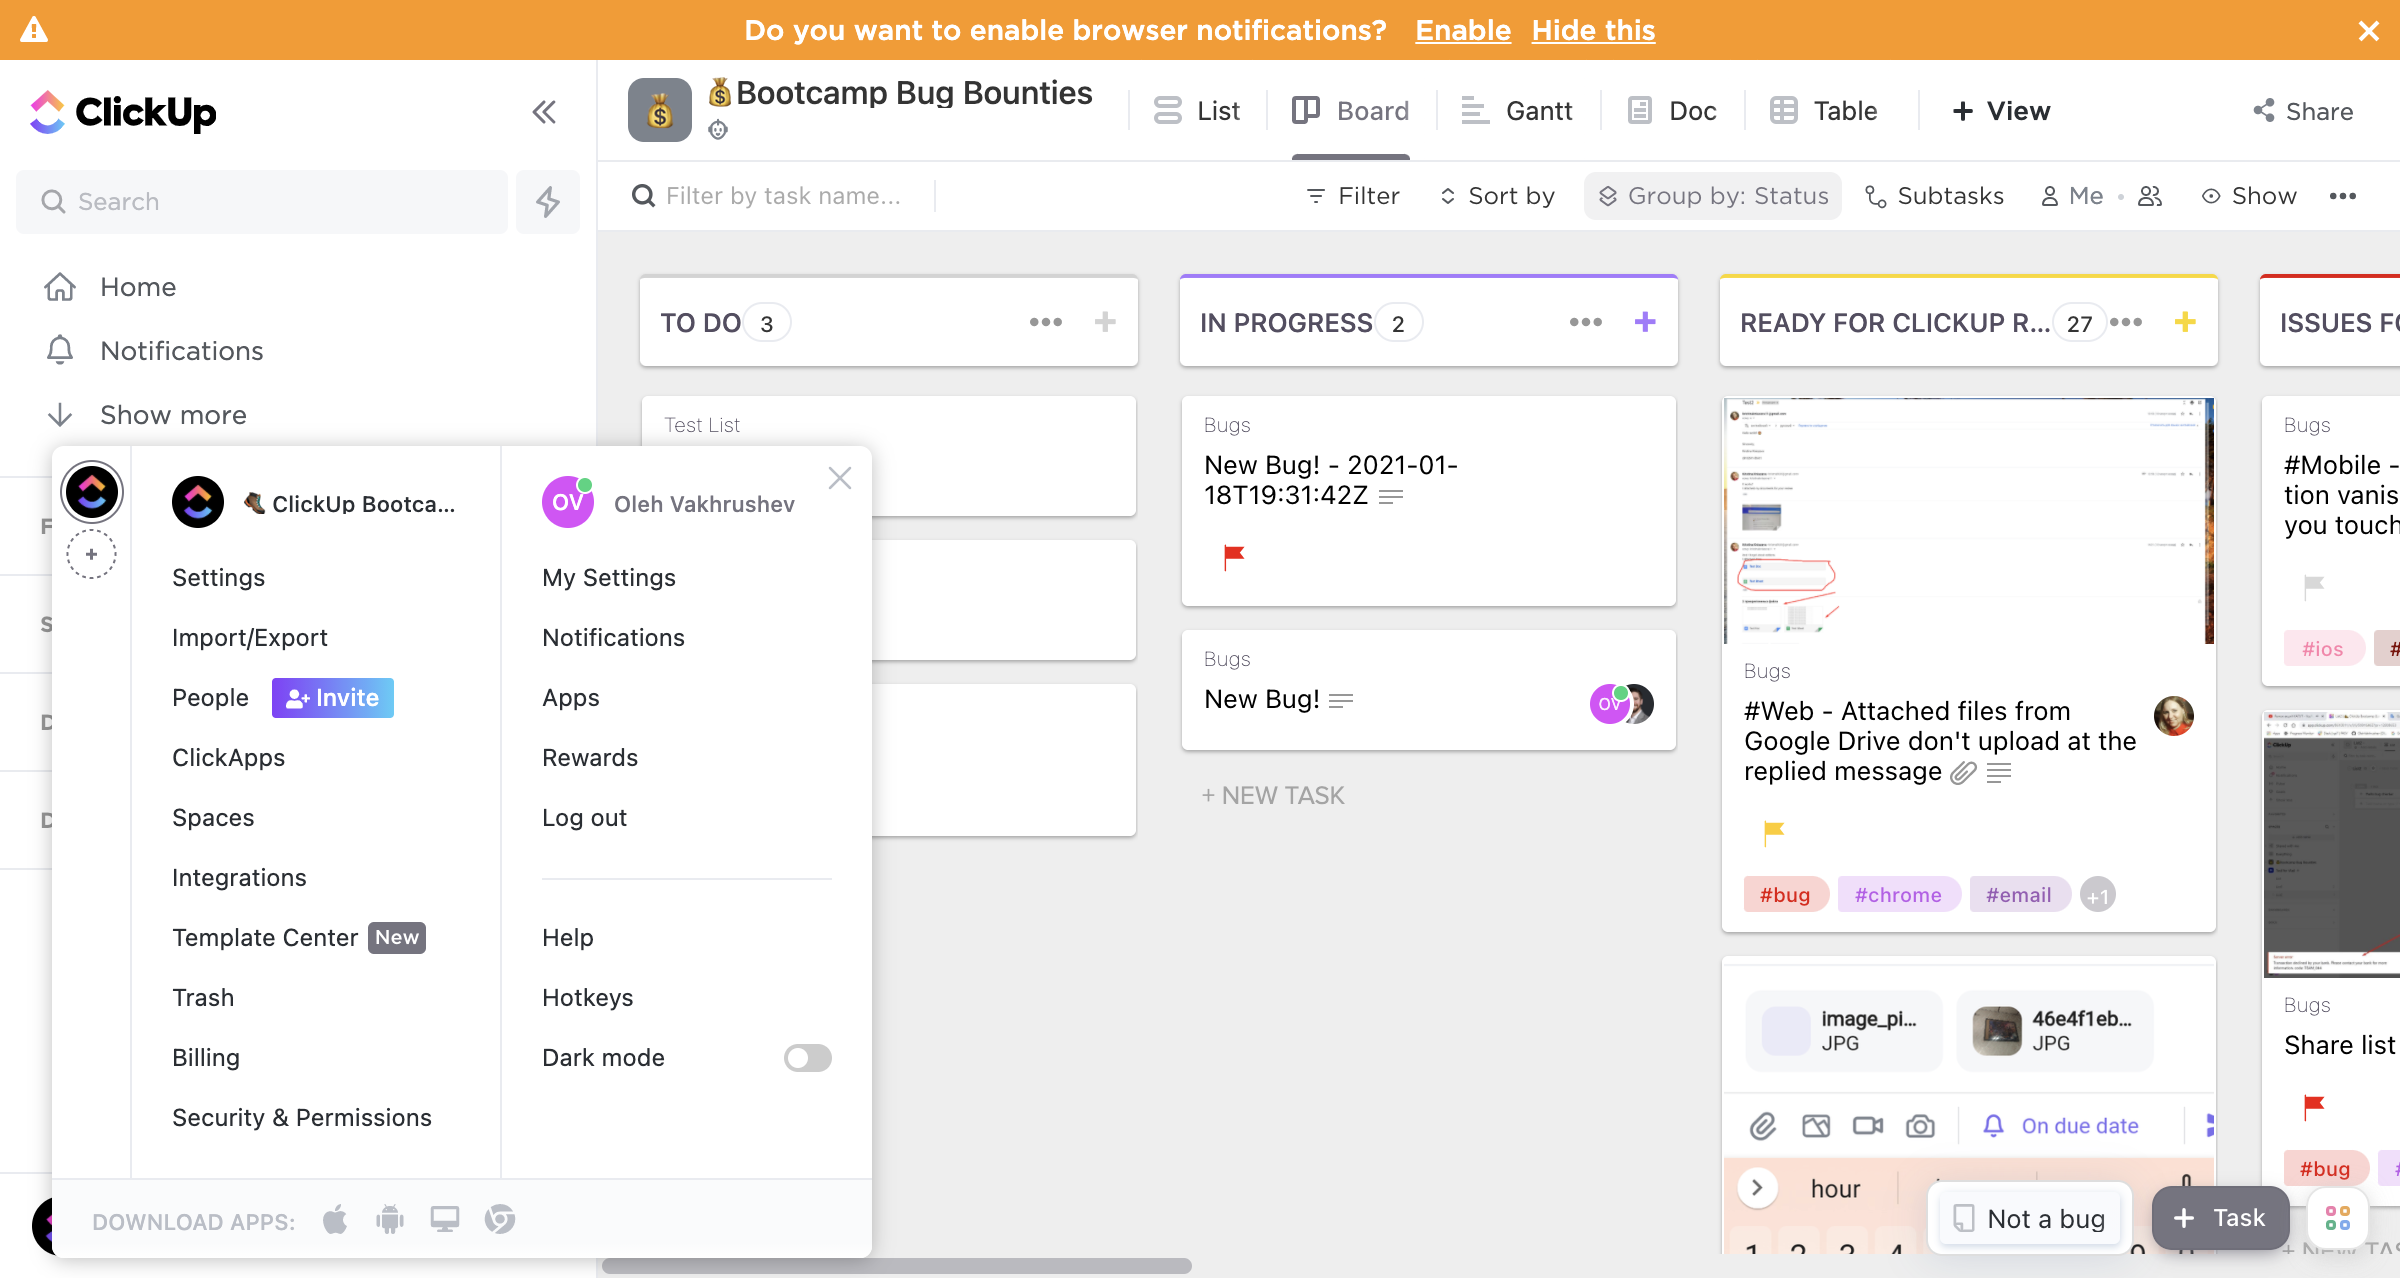 Do you want to enable browser notifications? Enable Hide this
ClickUp
Bootcamp Bug Bounties
List
Board
Gantt
Doc
Table
+ View
Share
Search
Filter by task name...
Filter
Sort by
Group by: Status
Subtasks
Me
Show
Home
Notifications
Show more
ClickUp Bootca...
Settings
Import/Export
People
Invite
ClickApps
Spaces
Integrations
Template Center New
Trash
Billing
Security & Permissions
OV
Oleh Vakhrushev
My Settings
Notifications
Apps
Rewards
Log out
Help
Hotkeys
Dark mode
DOWNLOAD APPS:
TO DO 3
Test List
IN PROGRESS 2
Bugs
New Bug! - 2021-01-
18T19:31:42Z
Bugs
New Bug!
OV
+ NEW TASK
READY FOR CLICKUP R... 27
Bugs
#Web - Attached files from
Google Drive don't upload at the
replied message
#bug
#chrome
#email
+1
image_pi...
JPG
46e4f1eb...
JPG
On due date
hour
ISSUES FO
Bugs
#Mobile -
tion vanis
you touch
#ios
Bugs
Share list
#bug
Not a bug
+ Task
+ NEW TAS